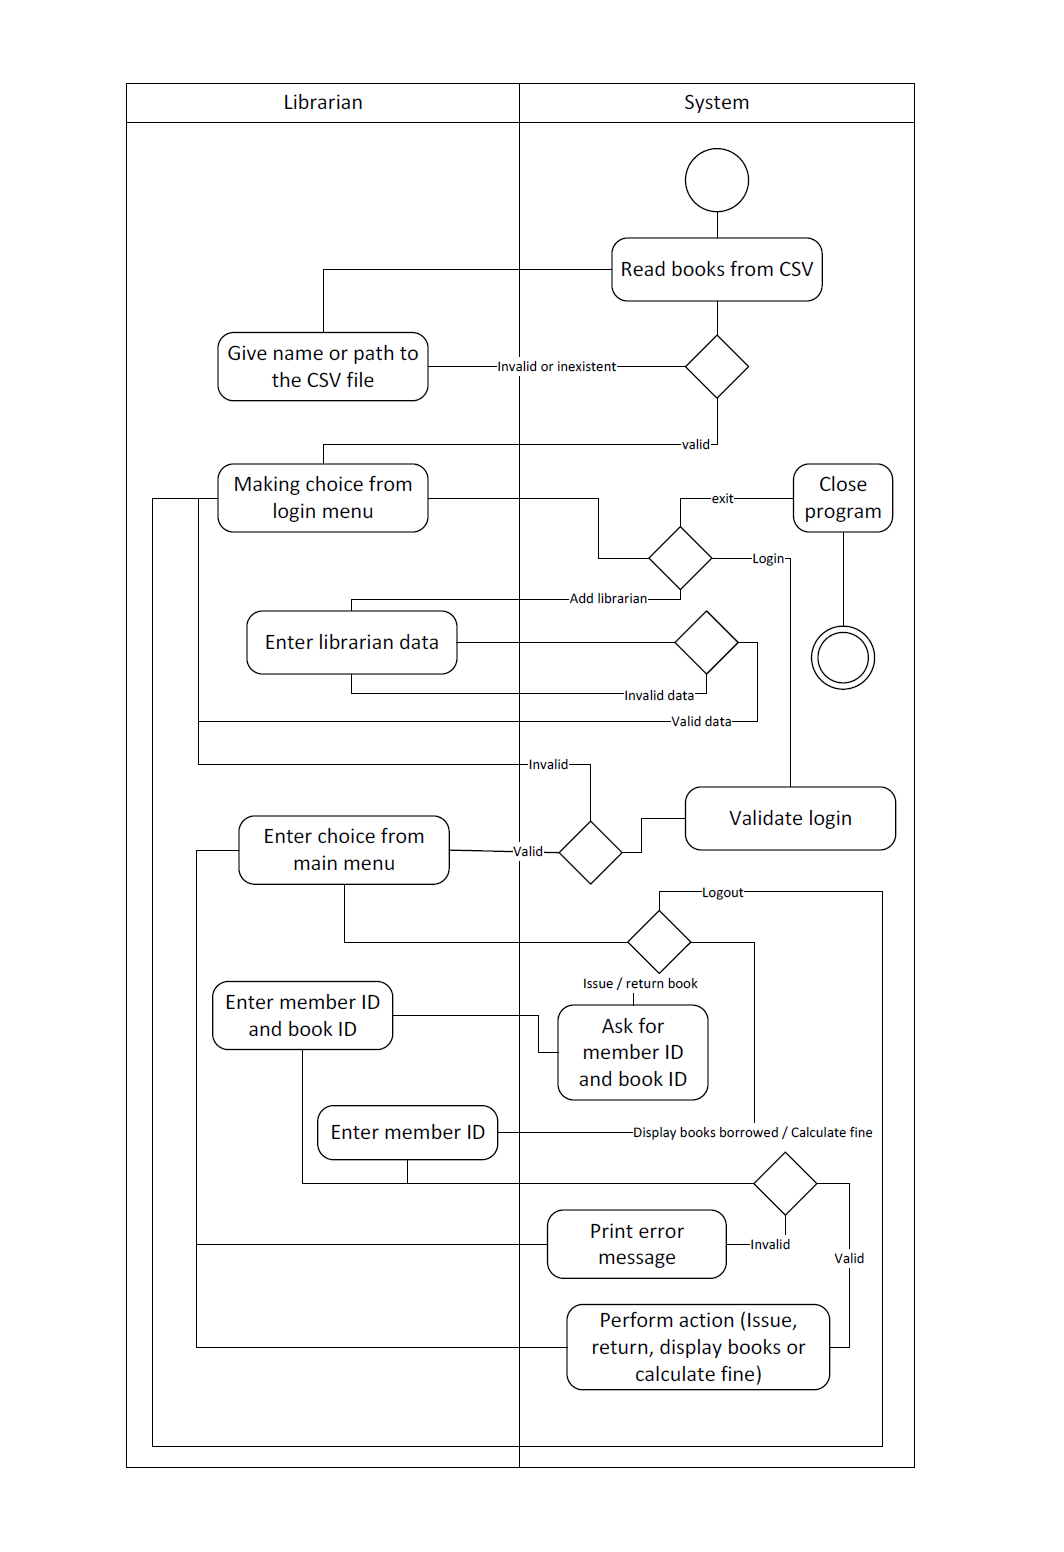 Librarian
System
Read books from CSV
Give name or path to
the CSV file
Invalid or inexistent
valid
Making choice from
login menu
exit
Close
program
Login
Add librarian
Enter librarian data
Invalid data
Valid data
Invalid
Validate login
Enter choice from
main menu
Valid
Logout
Issue / return book
Enter member ID
and book ID
Ask for
member ID
and book ID
Enter member ID
Display books borrowed / Calculate fine
Print error
message
Invalid
Valid
Perform action (Issue,
return, display books or
calculate fine)